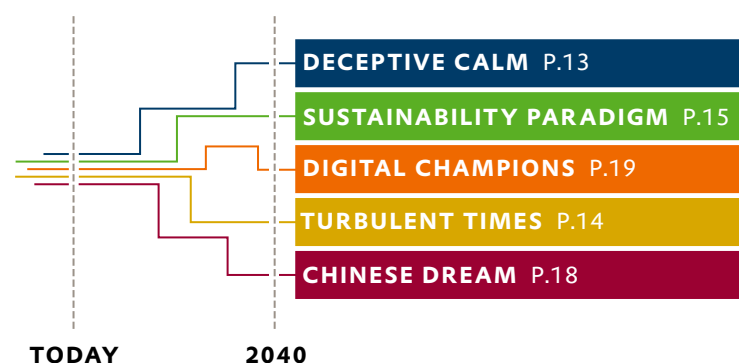 DECEPTIVE CALM P.13
SUSTAINABILITY PARADIGM P.15
DIGITAL CHAMPIONS P.19
TURBULENT TIMES P.14
CHINESE DREAM P.18
TODAY 2040